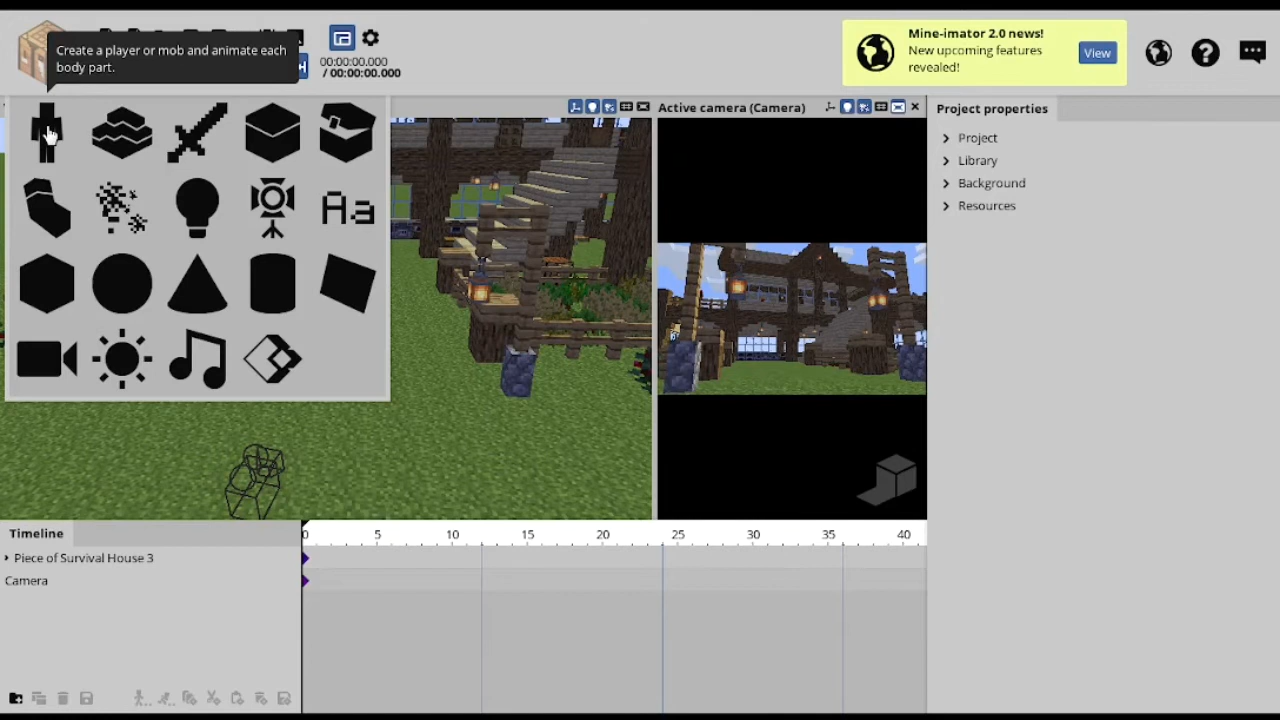 Create a player or mob and animate each
body part.
00:00:00.000
/ 00:00:00.000
Mine-imator 2.0 news!
New upcoming features
revealed!
View
Active camera (Camera)
Project properties
Project
Library
Background
Resources
Aa
Timeline
0 5 10 15 20 25 30 35 40
Piece of Survival House 3
Camera